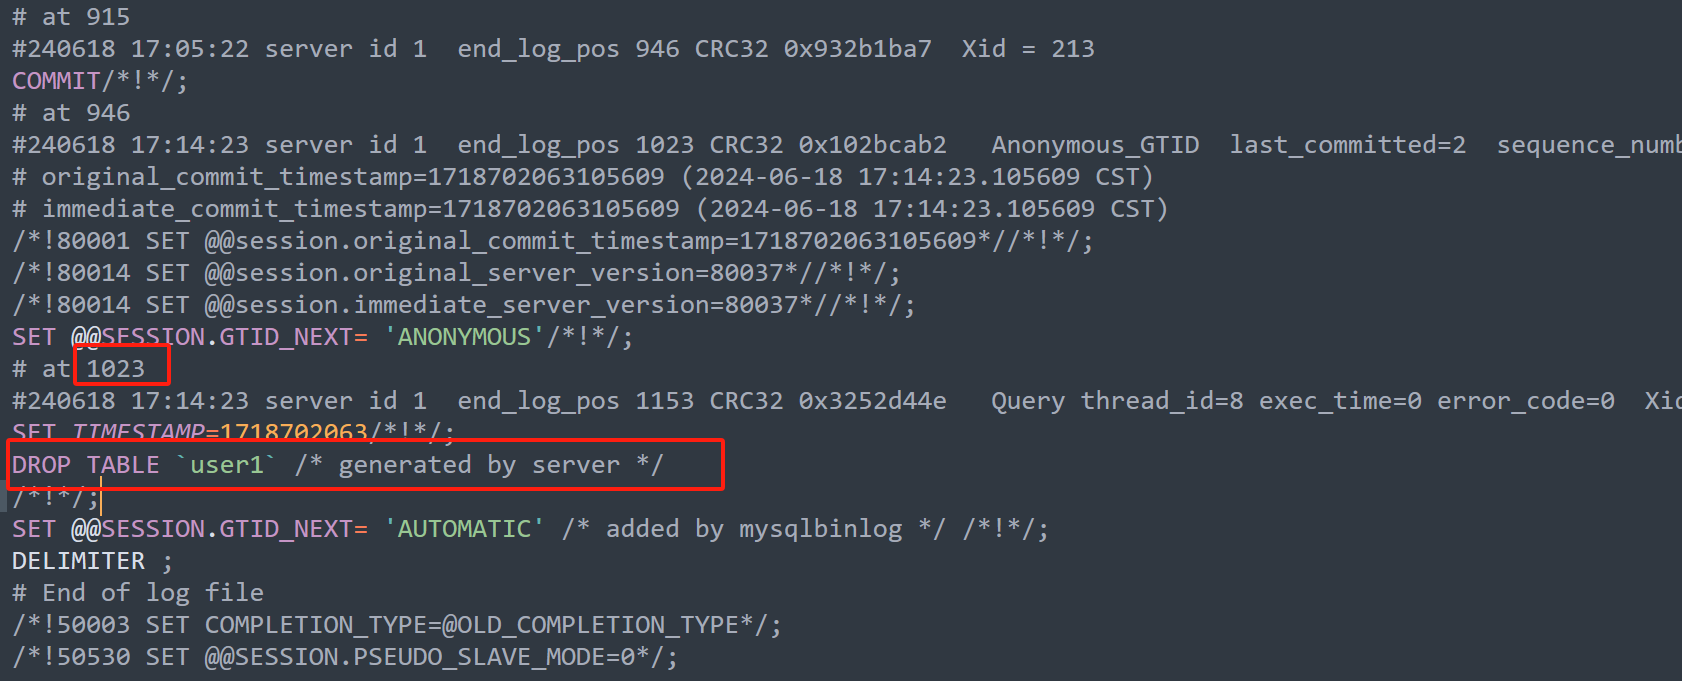 # at 915
#240618 17:05:22 server id 1  end_log_pos 946 CRC32 0x932b1ba7  Xid = 213
COMMIT/*!*/;
# at 946
#240618 17:14:23 server id 1  end_log_pos 1023 CRC32 0x102bcab2   Anonymous_GTID  last_committed=2  
# original_commit_timestamp=1718702063105609 (2024-06-18 17:14:23.105609 CST)
# immediate_commit_timestamp=1718702063105609 (2024-06-18 17:14:23.105609 CST)
/*!80001 SET @@session.original_commit_timestamp=1718702063105609*//*!*/;
/*!80014 SET @@session.original_server_version=80037*//*!*/;
/*!80014 SET @@session.immediate_server_version=80037*//*!*/;
SET @@SESSION.GTID_NEXT= 'ANONYMOUS'/*!*/;
# at 1023
#240618 17:14:23 server id 1  end_log_pos 1153 CRC32 0x3252d44e   Query thread_id=8 exec_time=0 error_code=0
SET TIMESTAMP=1718702063/*!*/;
DROP TABLE `user1` /* generated by server */
/*!*/;
SET @@SESSION.GTID_NEXT= 'AUTOMATIC' /* added by mysqlbinlog */ /*!*/;
DELIMITER ;
# End of log file
/*!50003 SET COMPLETION_TYPE=@OLD_COMPLETION_TYPE*/;
/*!50530 SET @@SESSION.PSEUDO_SLAVE_MODE=0*/;